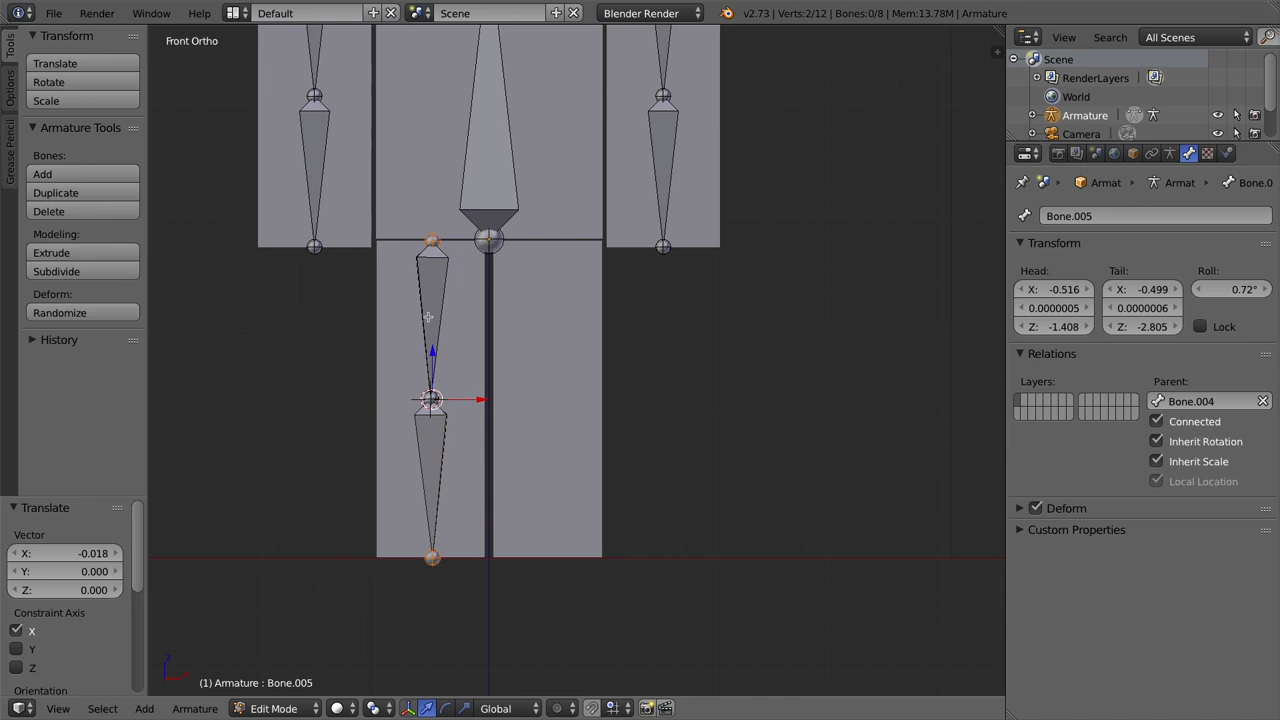 File Render Window Help Default Scene Blender Render v2.73 | Verts:2/12 | Bones:0/8 | Mem:13.78M | Armature
Tools
Options
Grease Pencil
Transform
Translate
Rotate
Scale
Armature Tools
Bones:
Add
Duplicate
Delete
Modeling:
Extrude
Subdivide
Deform:
Randomize
History
Translate
Vector
X: -0.018
Y: 0.000
Z: 0.000
Constraint Axis
X
Y
Z
Orientation
Front Ortho
z
(1) Armature : Bone.005
View Select Add Armature Edit Mode Global
View Search All Scenes
Scene
RenderLayers
World
Armature
Camera
Armat Armat Bone.0
Bone.005
Transform
Head: Tail: Roll:
X: -0.516 X: -0.499 0.72°
0.0000005 0.0000006
Z: -1.408 Z: -2.805 Lock
Relations
Layers: Parent:
Bone.004
Connected
Inherit Rotation
Inherit Scale
Local Location
Deform
Custom Properties